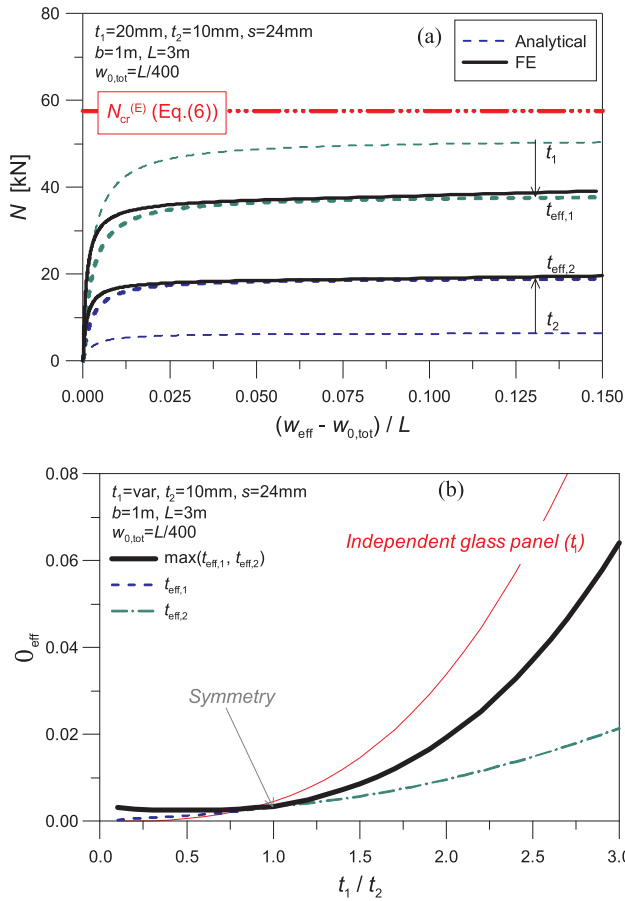 t1=20mm, t2=10mm, s=24mm
b=1m, L=3m
w0,tot=L/400
(a)
Analytical
FE
80
60
40
20
0
N [kN]
Ncr(E) (Eq.(6))
t1
teff,1
teff,2
t2
0.000 0.025 0.050 0.075 0.100 0.125 0.150
(weff - w0,tot) / L
0.08
0.06
0.04
0.02
0.00
t1=var, t2=10mm, s=24mm
b=1m, L=3m
w0,tot=L/400
(b)
max(teff,1, teff,2)
teff,1
teff,2
Independent glass panel (t1)
Symmetry
0eff
0.0 0.5 1.0 1.5 2.0 2.5 3.0
t1 / t2